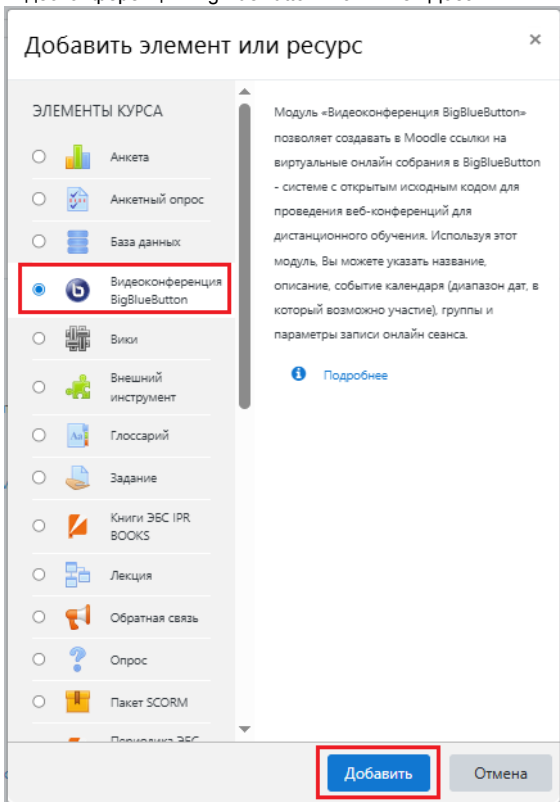 Добавить элемент или ресурс
×
ЭЛЕМЕНТЫ КУРСА
Анкета
Анкетный опрос
База данных
Видеоконференция
BigBlueButton
Вики
Внешний
инструмент
Глоссарий
Задание
Книги ЭБС IPR
BOOKS
Лекция
Обратная связь
Опрос
Пакет SCORM
Модуль «Видеоконференция BigBlueButton»
позволяет создавать в Moodle ссылки на
виртуальные онлайн собрания в BigBlueButton
- системе с открытым исходным кодом для
проведения веб-конференций для
дистанционного обучения. Используя этот
модуль, Вы можете указать название,
описание, событие календаря (диапазон дат, в
который возможно участие), группы и
параметры записи онлайн сеанса.
Подробнее
Добавить
Отмена